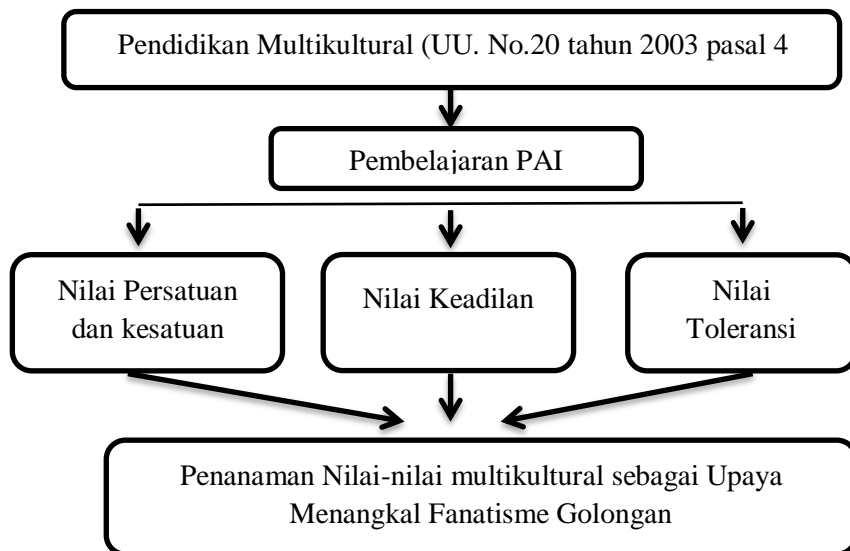 Pendidikan Multikultural (UU. No.20 tahun 2003 pasal 4
Pembelajaran PAI
Nilai Persatuan
dan kesatuan
Nilai Keadilan
Nilai
Toleransi
Penanaman Nilai-nilai multikultural sebagai Upaya
Menangkal Fanatisme Golongan